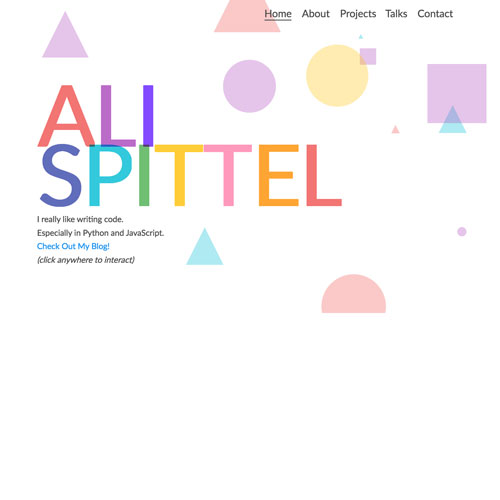 Home About Projects Talks Contact
ALI
SPITTEL
I really like writing code.
Especially in Python and JavaScript.
Check Out My Blog!
(click anywhere to interact)